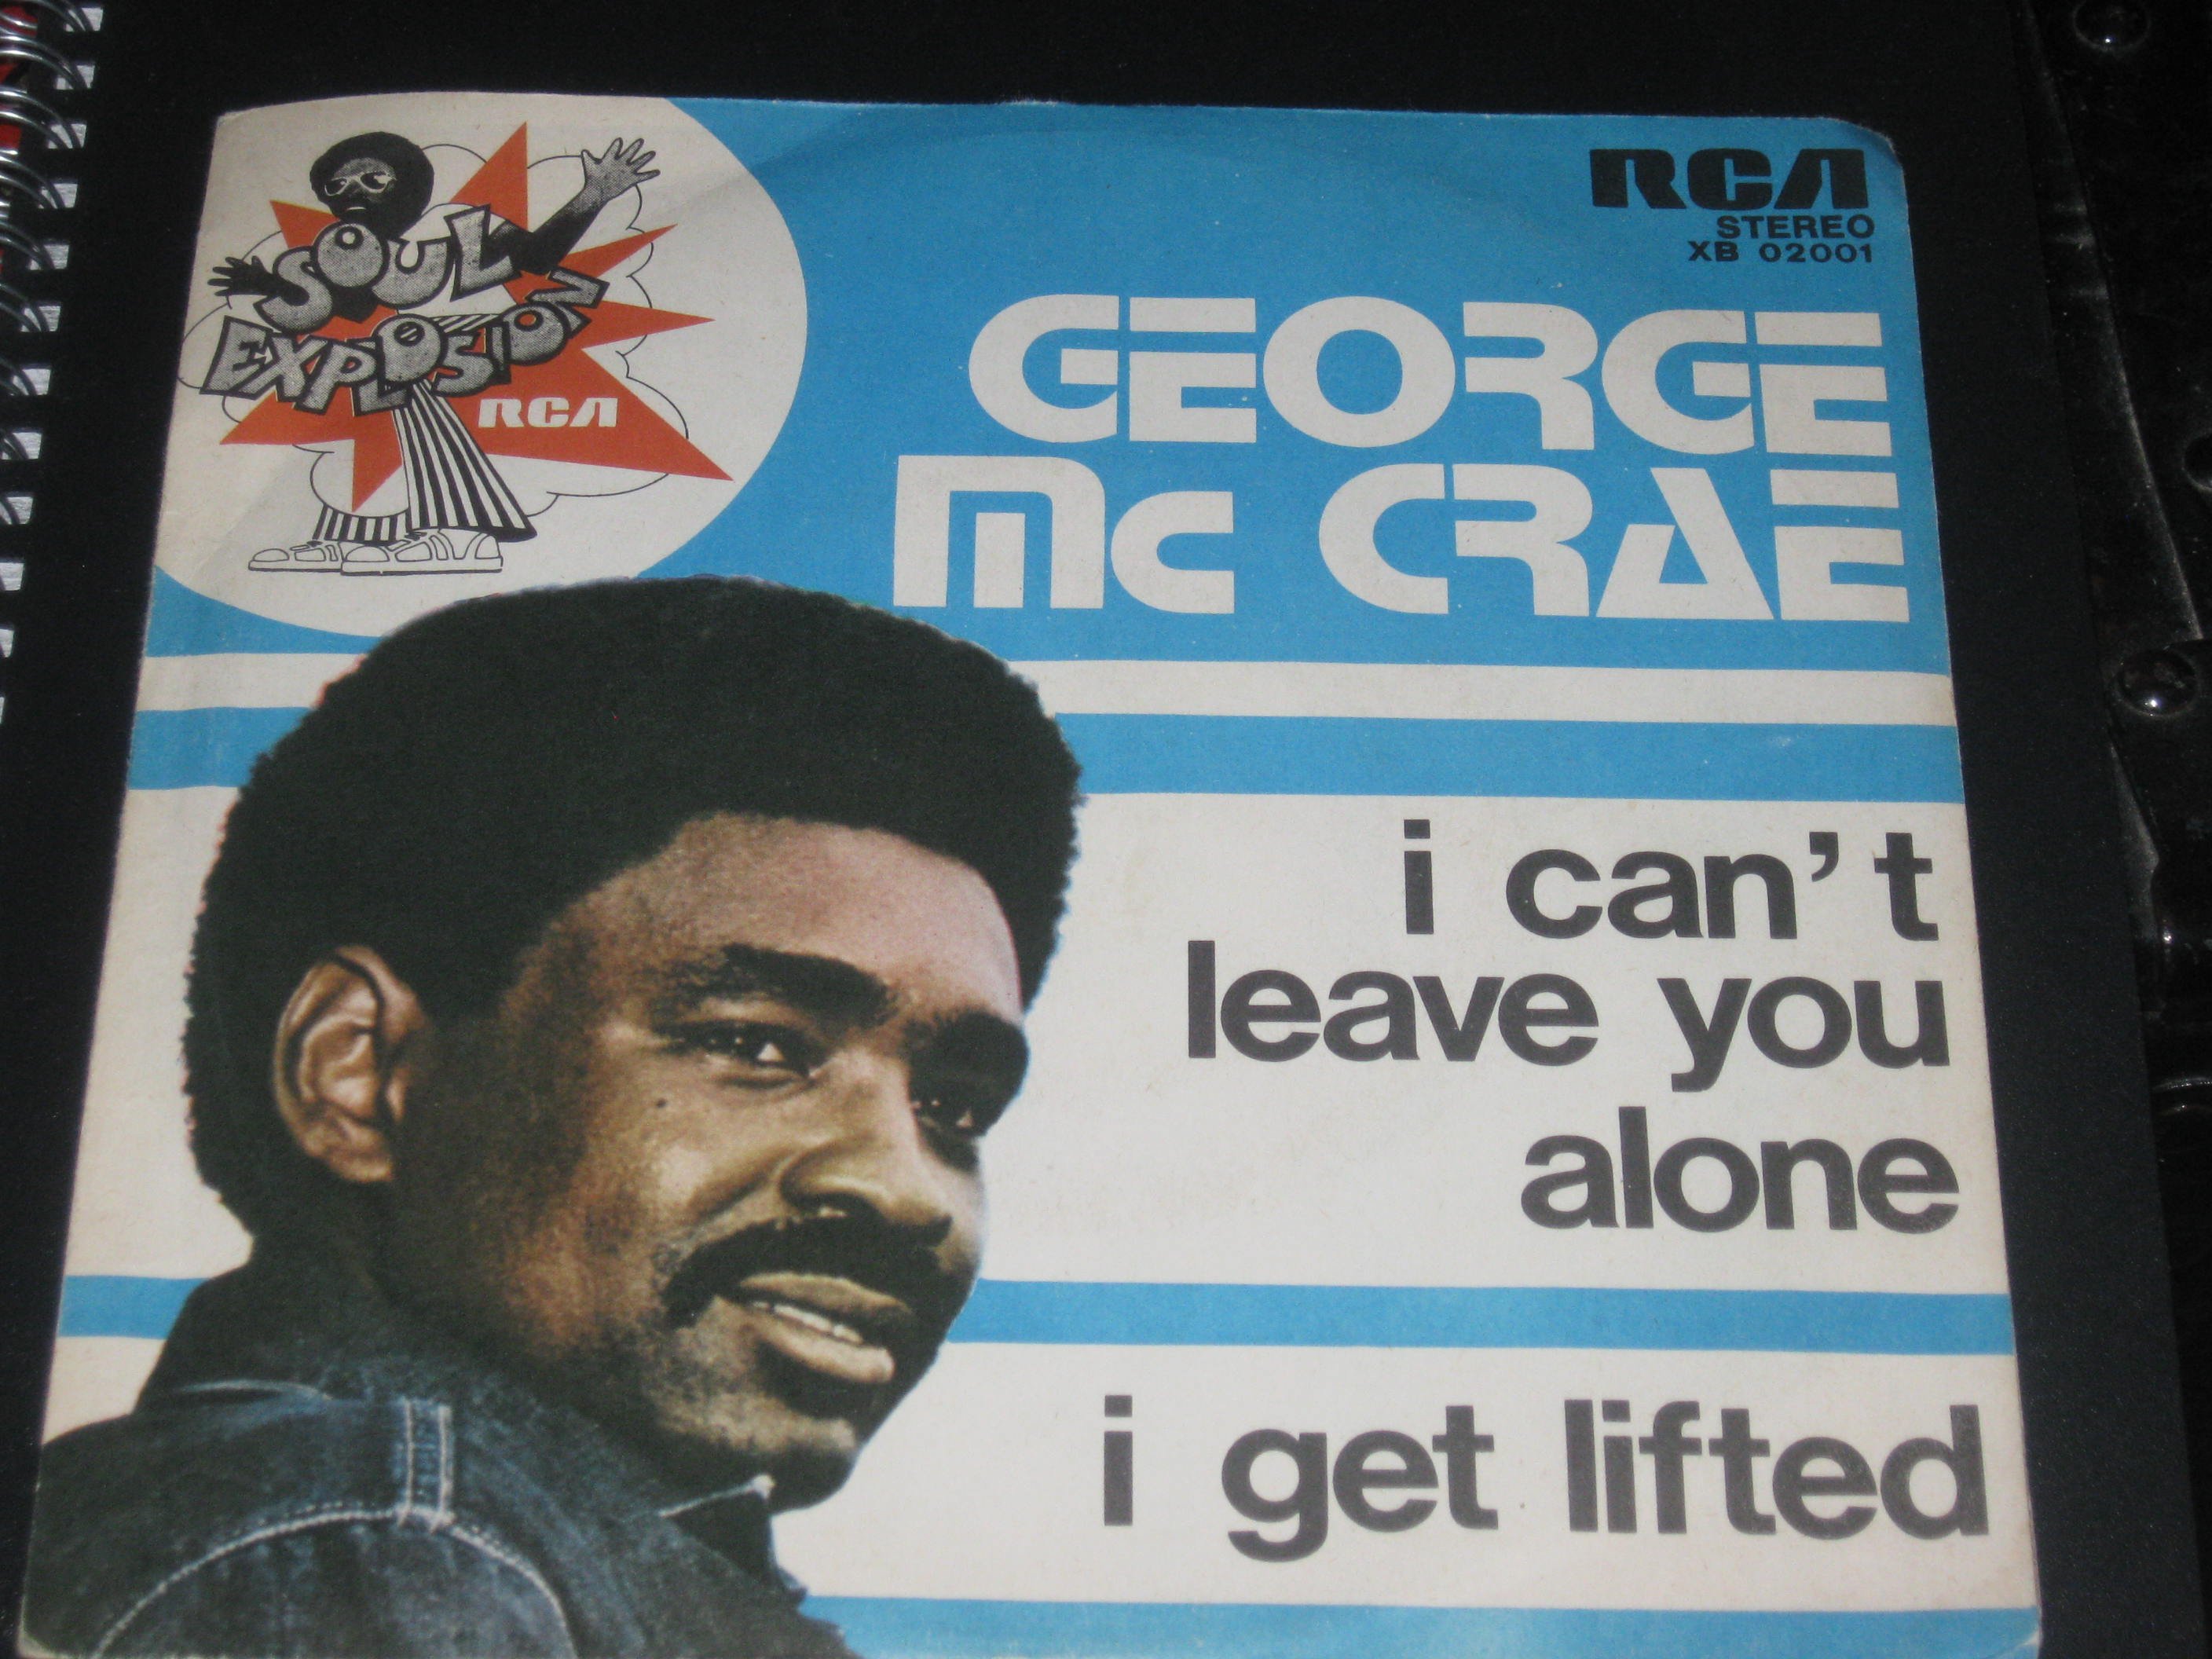 SOUL
EXPLOSION
RCA
RCA
STEREO
XB 02001
GEORGE
Mc CRAE
i can't
leave you
alone
i get lifted